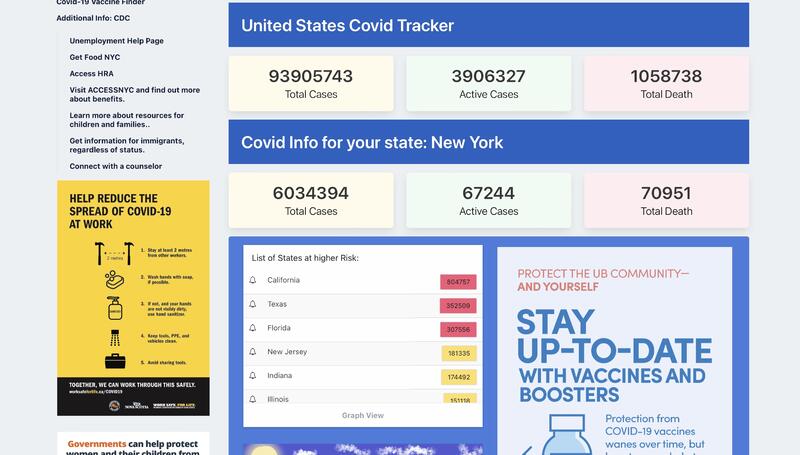 Covid-19 Vaccine Finder
Additional Info: CDC
Unemployment Help Page
Get Food NYC
Access HRA
Visit ACCESSNYC and find out more
about benefits.
Learn more about resources for
children and families..
Get information for immigrants,
regardless of status.
Connect with a counselor
HELP REDUCE THE
SPREAD OF COVID-19
AT WORK
2 metres
1. Stay at least 2 metres
from other workers.
2. Wash hands with soap,
if possible.
3. If not, and your hands
are not visibly dirty,
use hand sanitizer.
4. Keep tools, PPE, and
vehicles clean.
5. Avoid sharing tools.
TOGETHER, WE CAN WORK THROUGH THIS SAFELY.
worksafeforlife.ca/COVID19
NOVA SCOTIA
WORK SAFE. FOR LIFE.
Governments can help protect
women and their children from
United States Covid Tracker
93905743
Total Cases
3906327
Active Cases
1058738
Total Death
Covid Info for your state: New York
6034394
Total Cases
67244
Active Cases
70951
Total Death
List of States at higher Risk:
California 804757
Texas 352509
Florida 307556
New Jersey 181335
Indiana 174492
Illinois 151118
Graph View
PROTECT THE UB COMMUNITY—
AND YOURSELF
STAY
UP-TO-DATE
WITH VACCINES AND
BOOSTERS
Protection from
COVID-19 vaccines
wanes over time, but